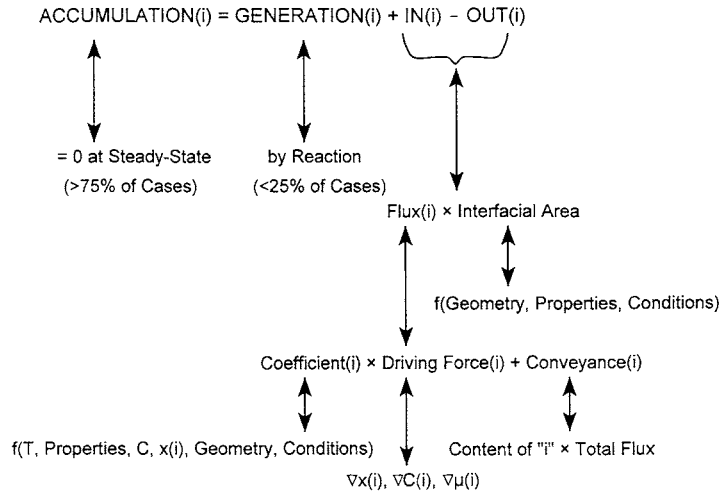 ACCUMULATION(i) = GENERATION(i) + IN(i) − OUT(i)
= 0 at Steady-State
(>75% of Cases)
by Reaction
(<25% of Cases)
Flux(i) × Interfacial Area
f(Geometry, Properties, Conditions)
Coefficient(i) × Driving Force(i) + Conveyance(i)
f(T, Properties, C, x(i), Geometry, Conditions)
Content of "i" × Total Flux
∇x(i), ∇C(i), ∇μ(i)